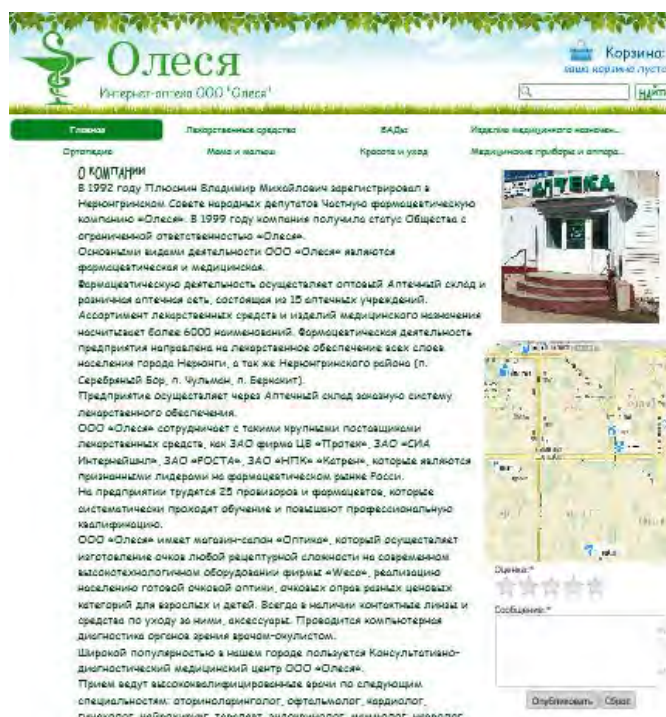 Олеся
Интернет-аптека ООО "Олеся"
Корзина:
ваша корзина пуста
НАЙТИ
Главная
Лекарственные средства
БАДы
Изделия медицинского назначен...
Ортопедия
Мама и малыш
Красота и уход
Медицинские приборы и аппара...
О КОМПАНИИ
В 1992 году Плюснин Владимир Михайлович зарегистрировал в
Нерюнгринском Совете народных депутатов Частную фармацевтическую
компанию «Олеся». В 1999 году компания получила статус Общества с
ограниченной ответственностью «Олеся».
Основными видами деятельности ООО «Олеся» являются
фармацевтическая и медицинская.
Фармацевтическую деятельность осуществляет оптовый Аптечный склад и
розничная аптечная сеть, состоящая из 15 аптечных учреждений.
Ассортимент лекарственных средств и изделий медицинского назначения
насчитывает более 6000 наименований. Фармацевтическая деятельность
предприятия направлена на лекарственное обеспечение всех слоев
населения города Нерюнги, а так же Нерюнгринского района (п.
Серебряный Бор, п. Чульман, п. Беркакит).
Предприятие осуществляет через Аптечный склад заказную систему
лекарственного обеспечения.
ООО «Олеся» сотрудничает с такими крупными поставщиками
лекарственных средств, как ЗАО фирма ЦВ «Протек», ЗАО «СИА
Интернейшнл», ЗАО «РОСТА», ЗАО «НПК» «Катрен», которые являются
признанными лидерами на фармацевтическом рынке Росси.
На предприятии трудятся 25 провизоров и фармацевтов, которые
систематически проходят обучение и повышают профессиональную
квалификацию.
ООО «Олеся» имеет магазин-салон «Оптика», который осуществляет
изготовление очков любой рецептурной сложности на современном
высокотехнологичном оборудовании фирмы «Weco», реализацию
населению готовой очковой оптики, очковых оправ разных ценовых
категорий для взрослых и детей. Всегда в наличии контактные линзы и
средства по уходу за ними, аксессуары. Проводится компьютерная
диагностика органов зрения врачом-окулистом.
Широкой популярностью в нашем городе пользуется Консультативно-
диагностический медицинский центр ООО «Олеся».
Прием ведут высококвалифицированные врачи по следующим
специальностям: оториноларинголог, офтальмолог, кардиолог,
АПТЕКА
Оценка:*
Сообщение:*
Опубликовать
Сброс